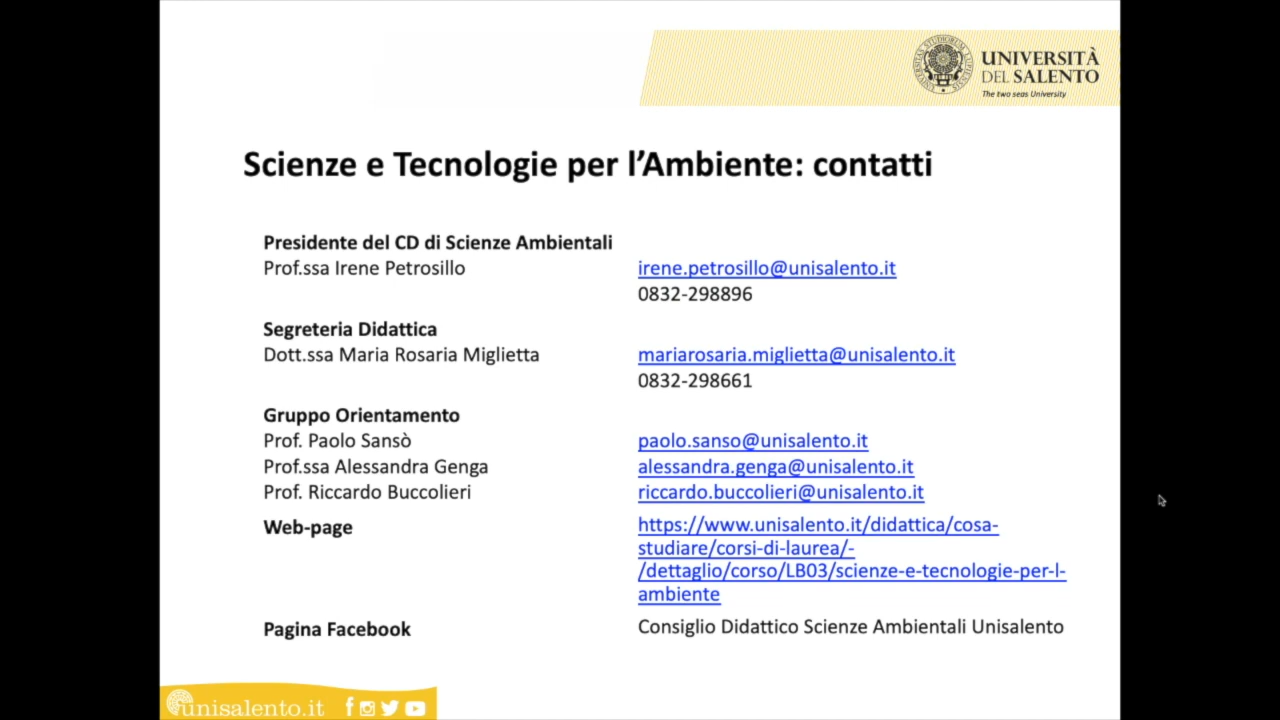 UNIVERSITÀ
DEL SALENTO
The two seas University
Scienze e Tecnologie per l’Ambiente: contatti
Presidente del CD di Scienze Ambientali
Prof.ssa Irene Petrosillo irene.petrosillo@unisalento.it
0832-298896
Segreteria Didattica
Dott.ssa Maria Rosaria Miglietta mariarosaria.miglietta@unisalento.it
0832-298661
Gruppo Orientamento
Prof. Paolo Sansò paolo.sanso@unisalento.it
Prof.ssa Alessandra Genga alessandra.genga@unisalento.it
Prof. Riccardo Buccolieri riccardo.buccolieri@unisalento.it
Web-page https://www.unisalento.it/didattica/cosa-
studiare/corsi-di-laurea/-
/dettaglio/corso/LB03/scienze-e-tecnologie-per-l-
ambiente
Pagina Facebook Consiglio Didattico Scienze Ambientali Unisalento
unisalento.it